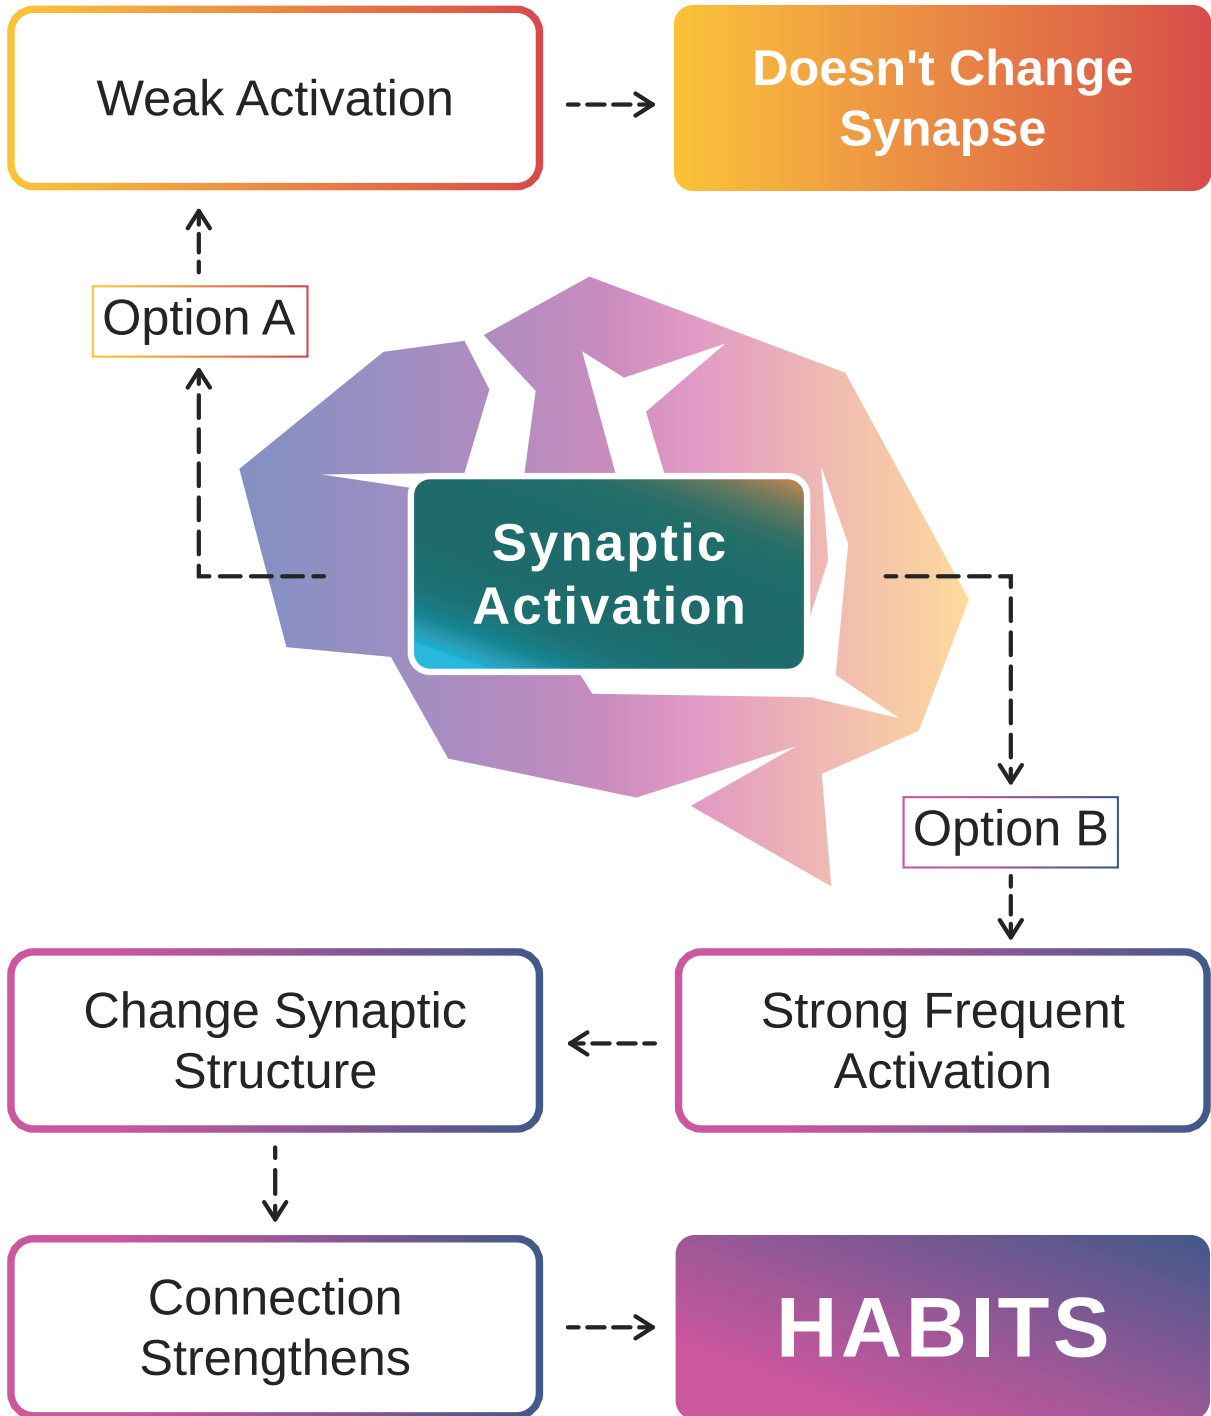 Weak Activation
Doesn't Change
Synapse
Option A
Synaptic
Activation
Option B
Strong Frequent
Activation
Change Synaptic
Structure
Connection
Strengthens
HABITS